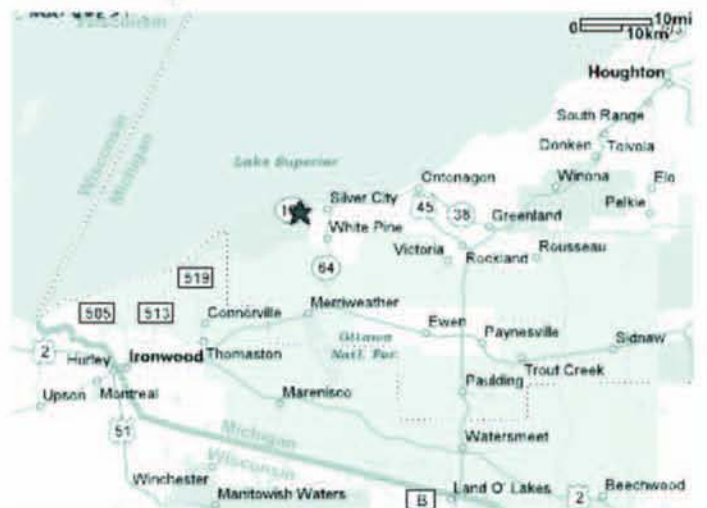 Wisconsin
10mi
0
10km
Houghton
South Range
Donken
Toivola
Wisconsin
Michigan
Lake Superior
Ontonagon
Winona
Elo
Silver City
45
38
Greenland
Pelkie
White Pine
Victoria
Rockland
Rousseau
64
519
505
513
Connorville
Merriweather
Ewen
Paynesville
Sidnaw
Ottawa
Natl. For.
2
Hurley
Ironwood
Thomaston
Trout Creek
Upson
Montreal
Marenisco
Paulding
51
Michigan
Wisconsin
Watersmeet
Winchester
Manitowish Waters
B
Land O' Lakes
2
Beechwood